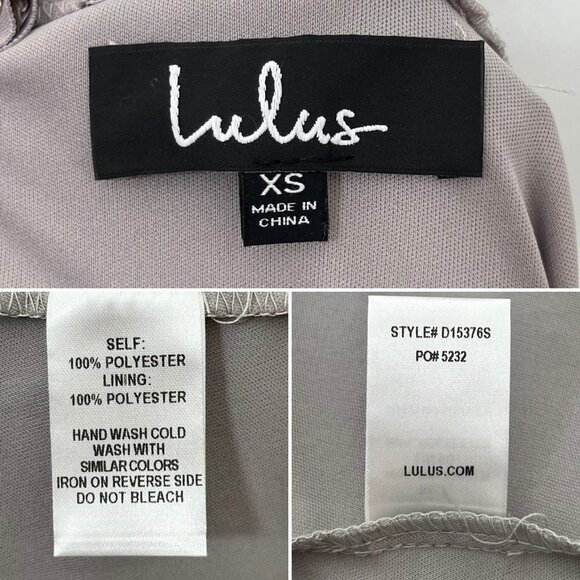 Lulus
XS
MADE IN
CHINA
SELF:
100% POLYESTER
LINING:
100% POLYESTER
HAND WASH COLD
WASH WITH
SIMILAR COLORS
IRON ON REVERSE SIDE
DO NOT BLEACH
STYLE# D15376S
PO# 5232
LULUS.COM